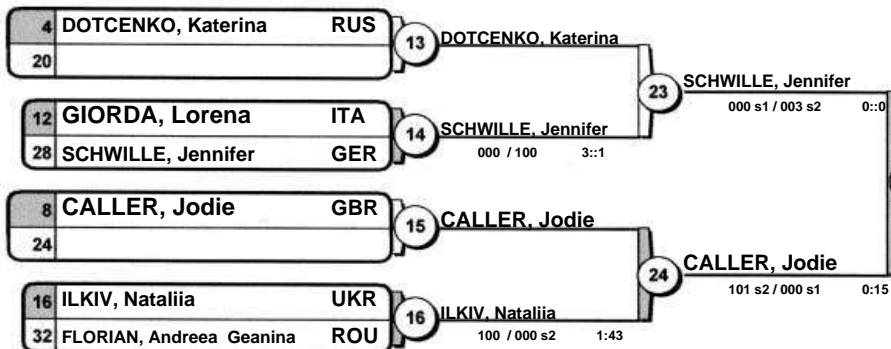 4 DOTCENKO, Katerina RUS
20
13
DOTCENKO, Katerina
12 GIORDA, Lorena ITA
28 SCHWILLE, Jennifer GER
14
SCHWILLE, Jennifer
000 / 100 3::1
23
SCHWILLE, Jennifer
000 s1 / 003 s2 0::0
8 CALLER, Jodie GBR
24
15
CALLER, Jodie
16 ILKIV, Nataliia UKR
32 FLORIAN, Andreea Geanina ROU
16
ILKIV, Nataliia
100 / 000 s2 1:43
24
CALLER, Jodie
101 s2 / 000 s1 0:15